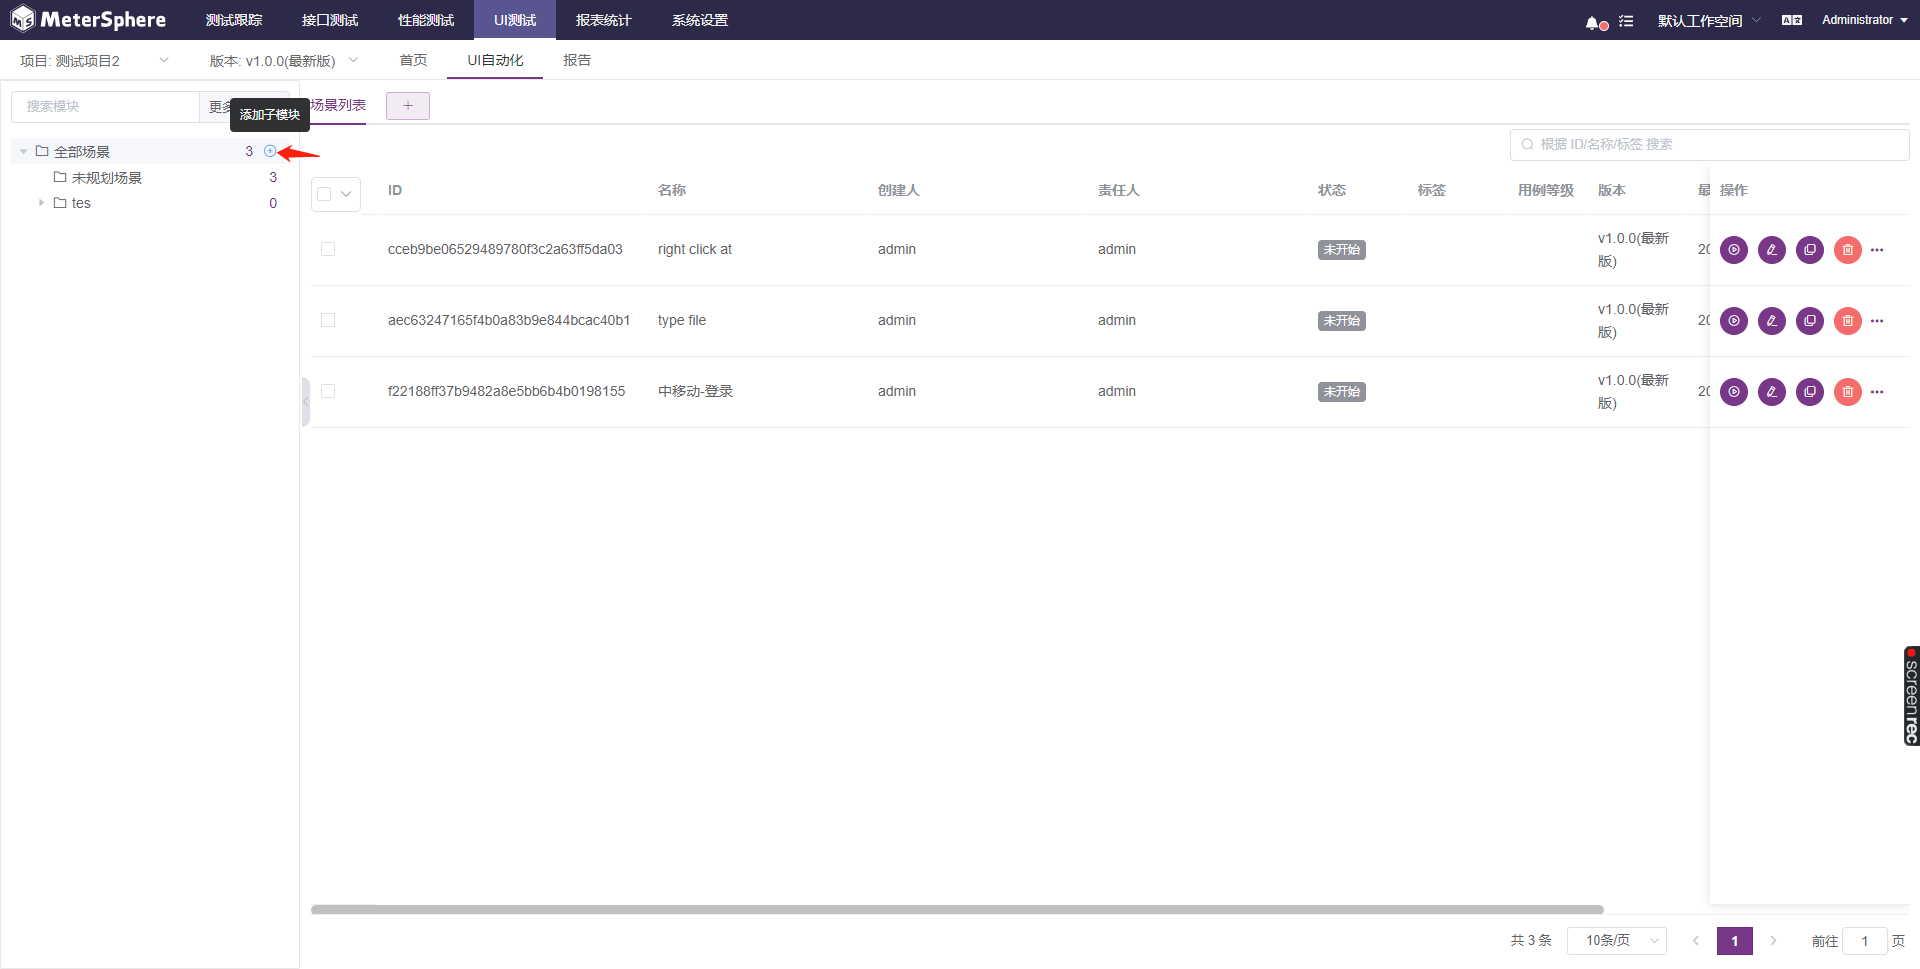 MeterSphere 测试跟踪 接口测试 性能测试 UI测试 报表统计 系统设置 默认工作空间 Administrator
项目: 测试项目2 版本: v1.0.0(最新版) 首页 UI自动化 报告
搜索模块 更多 添加子模块 场景列表 +
根据 ID/名称/标签 搜索
全部场景 3
未规划场景 3
tes 0
ID 名称 创建人 责任人 状态 标签 用例等级 版本 最 操作
cceb9be06529489780f3c2a63ff5da03 right click at admin admin 未开始 v1.0.0(最新
版) 20
aec63247165f4b0a83b9e844bcac40b1 type file admin admin 未开始 v1.0.0(最新
版) 20
f22188ff37b9482a8e5bb6b4b0198155 中移动-登录 admin admin 未开始 v1.0.0(最新
版) 20
screenrec
共 3 条 10条/页 1 前往 1 页